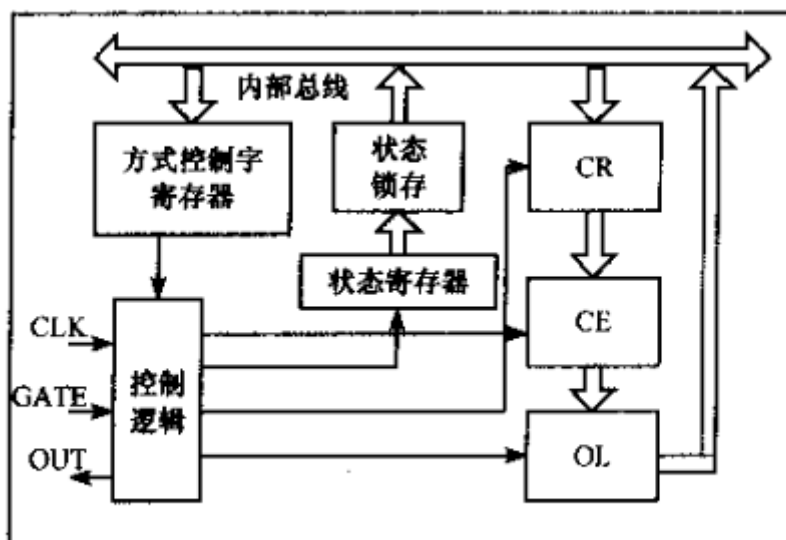 内部总线
方式控制字
寄存器
状态
锁存
CR
状态寄存器
CE
CLK
GATE
OUT
控制
逻辑
OL